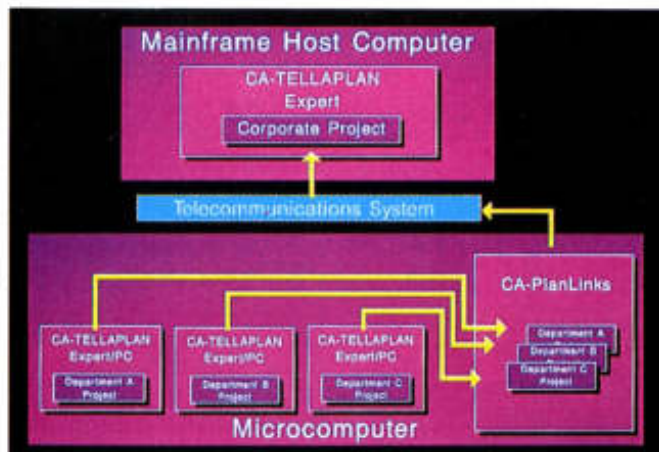 Mainframe Host Computer
CA-TELLAPLAN
Expert
Corporate Project
Telecommunications System
CA-PlanLinks
CA-TELLAPLAN
Expert/PC
Department A
Project
CA-TELLAPLAN
Expert/PC
Department B
Project
CA-TELLAPLAN
Expert/PC
Department C
Project
Department A
Department B
Department C
Project
Microcomputer